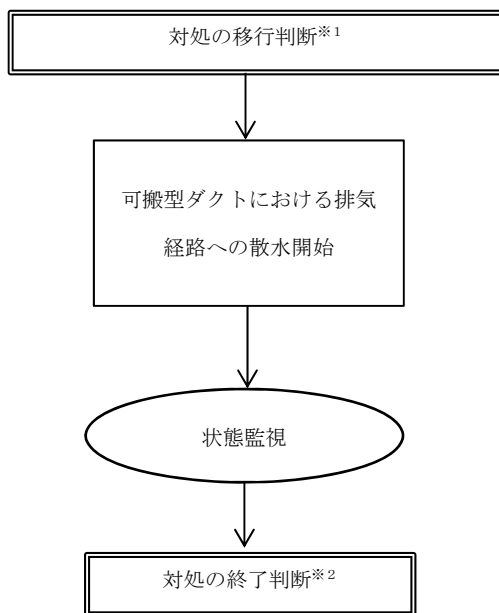 対処の移行判断※1
可搬型ダクトにおける排気
経路への散水開始
状態監視
対処の終了判断※2